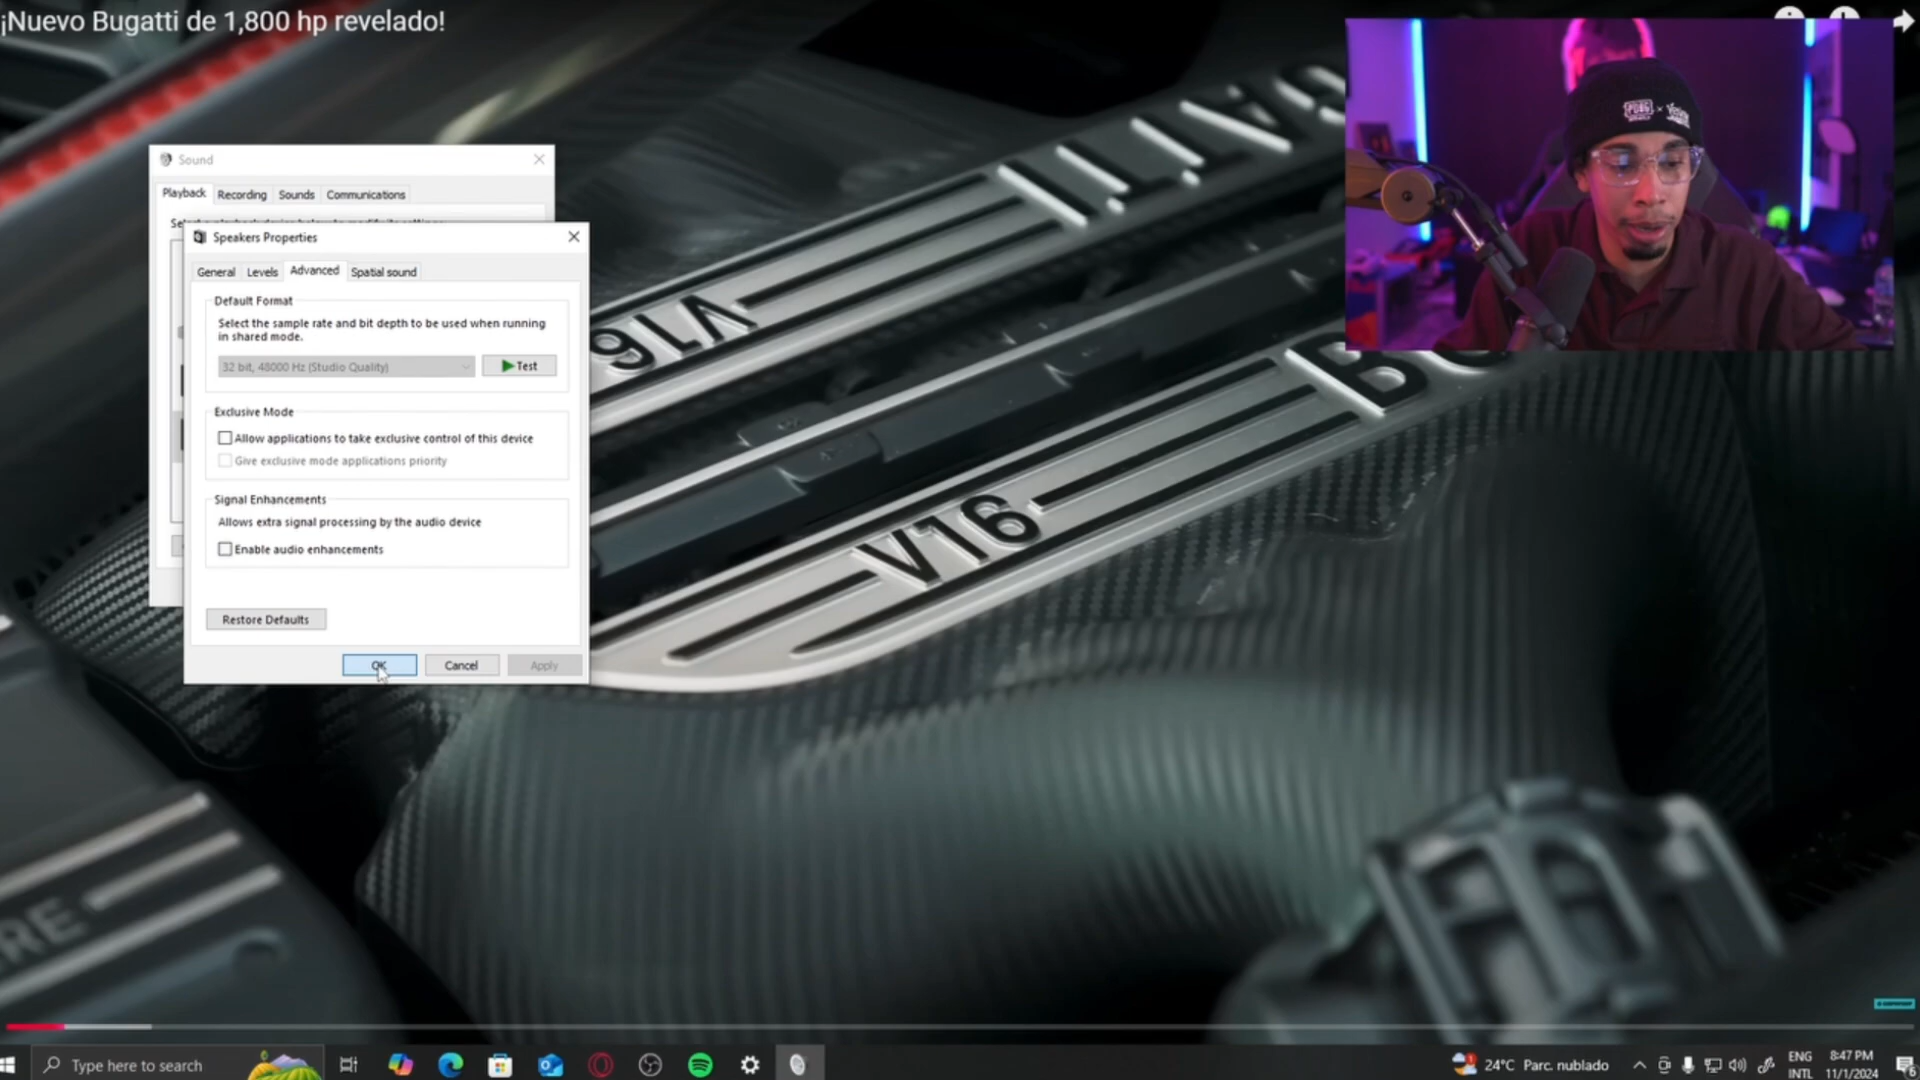 ¡Nuevo Bugatti de 1,800 hp revelado!
Sound
Playback Recording Sounds Communications
Speakers Properties
General Levels Advanced Spatial sound
Default Format
Select the sample rate and bit depth to be used when running
in shared mode.
32 bit, 48000 Hz (Studio Quality) Test
Exclusive Mode
Allow applications to take exclusive control of this device
Give exclusive mode applications priority
Signal Enhancements
Allows extra signal processing by the audio device
Enable audio enhancements
Restore Defaults
OK Cancel Apply
V16
V16
PUBG
Type here to search
24°C Parc. nublado
ENG
INTL
8:47 PM
11/1/2024